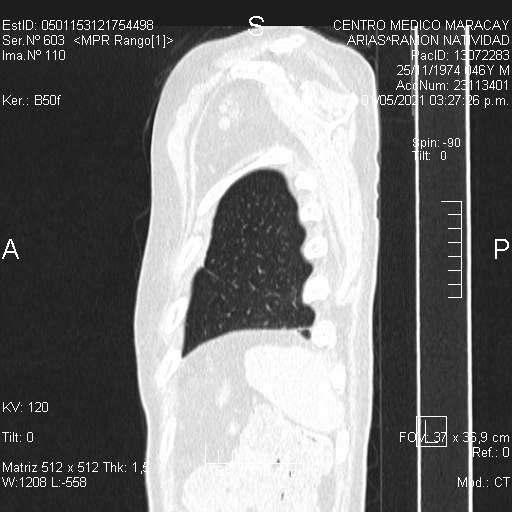 EstID: 0501153121754498
Ser.Nº 603 <MPR Rango[1]>
Ima.Nº 110
Ker.: B50f
S
CENTRO MEDICO MARACAY
ARIAS^RAMON NATIVIDAD
PacID: 13072283
25/11/1974 046Y M
AccNum: 23113401
01/05/2021 03:27:26 p.m.
Spin: -90
Tilt: 0
A
P
KV: 120
Tilt: 0
Matriz 512 x 512 Thk: 1,5
W:1208 L:-558
FOV: 37 x 36,9 cm
Ref.: 0
Mod.: CT